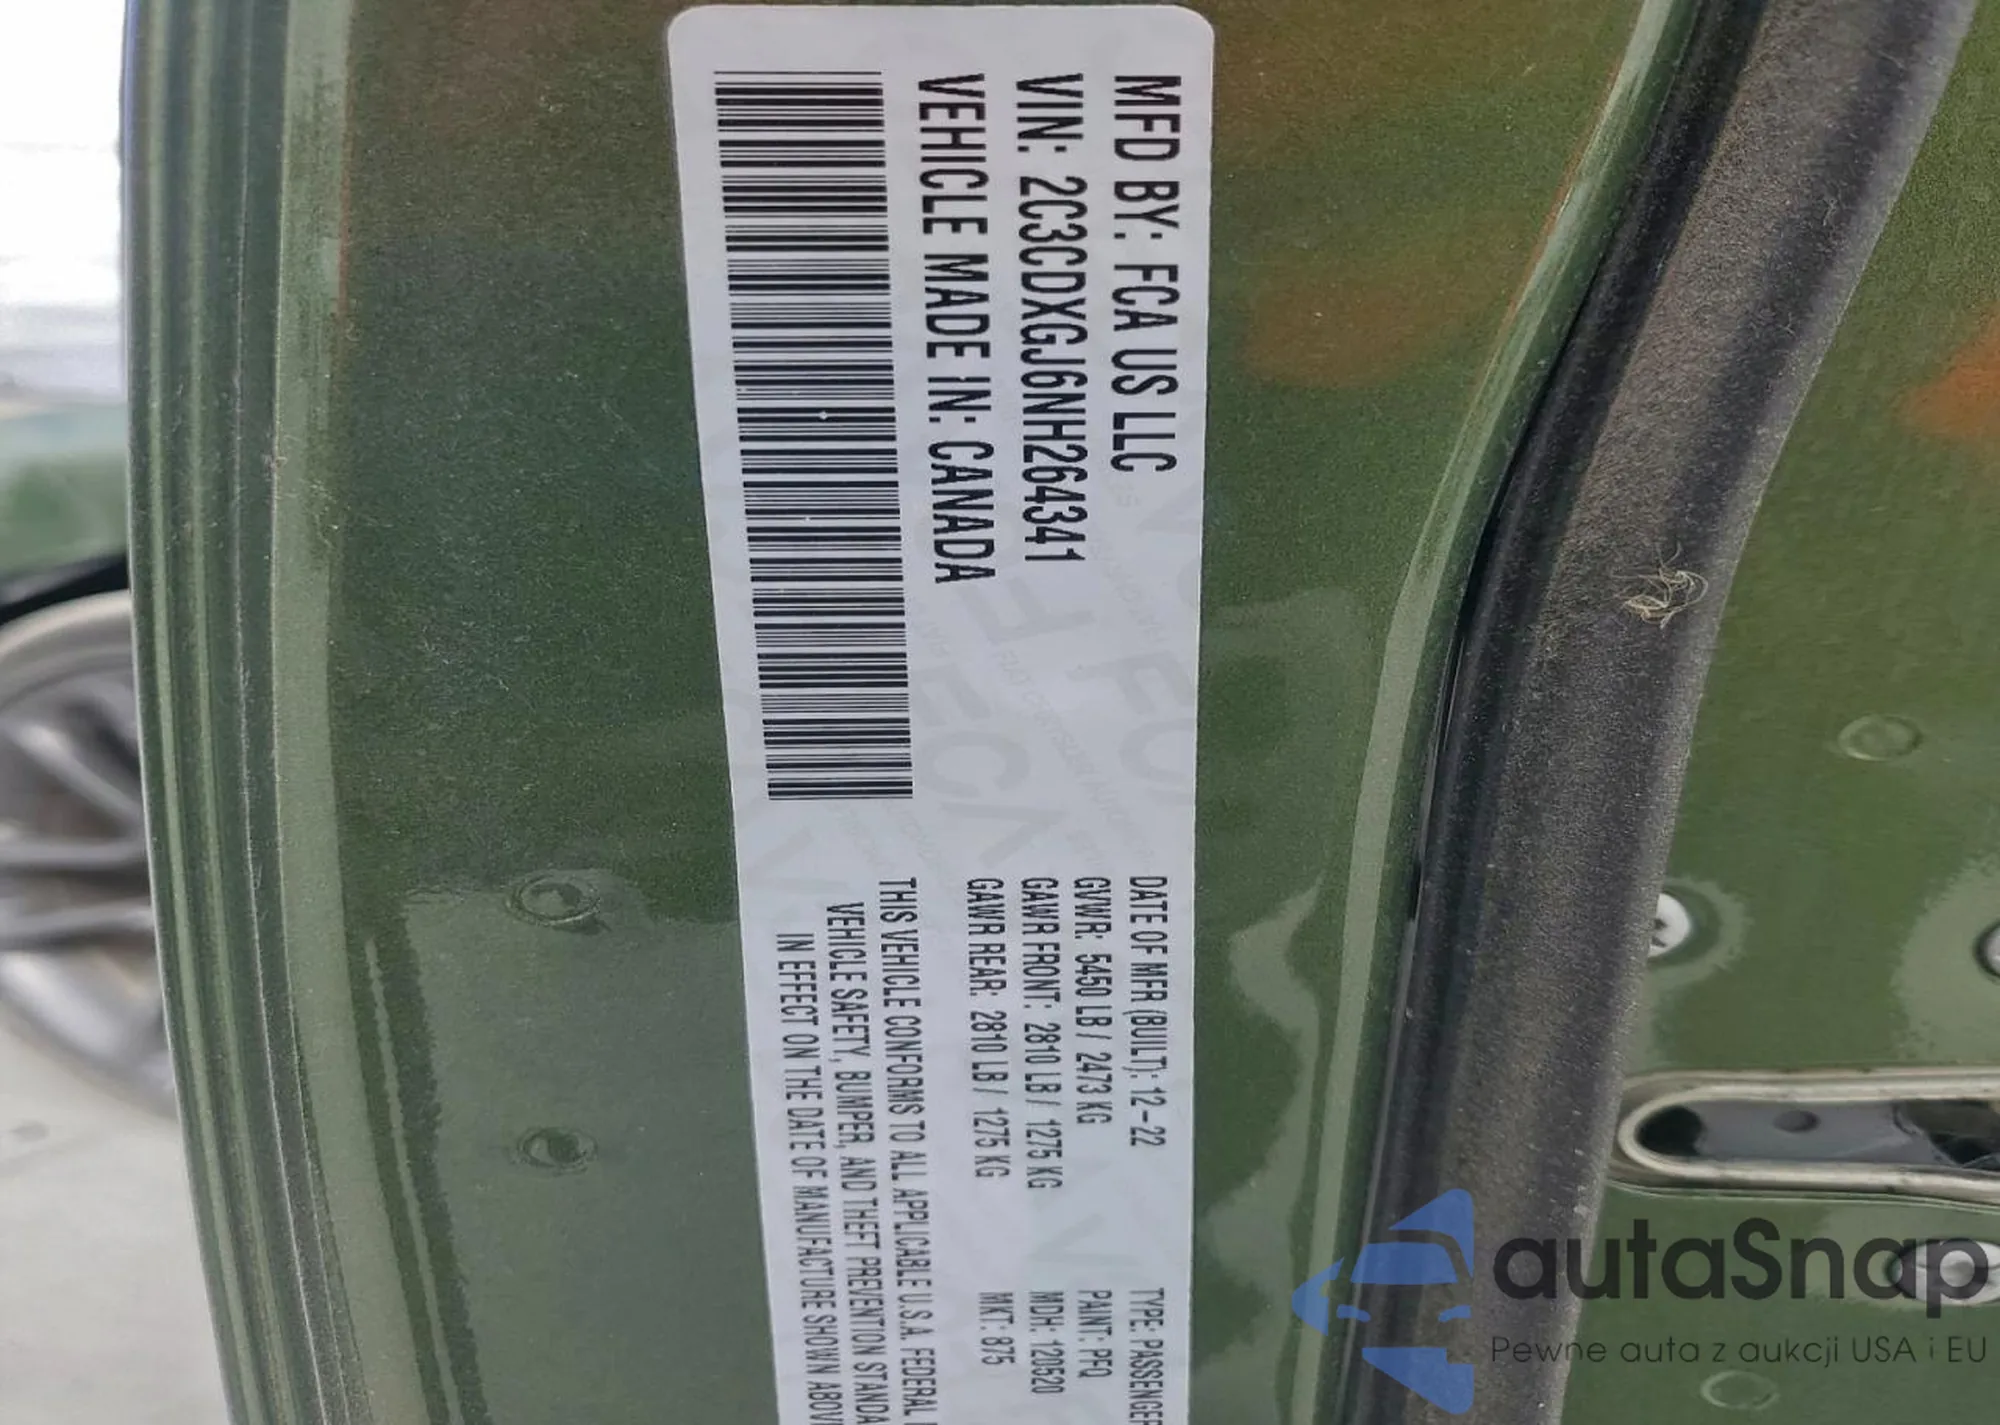 MFD BY: FCA US LLC
VIN: 2C3CDXGJ6NH264341
VEHICLE MADE IN: CANADA
DATE OF MFR (BUILT): 12-22
GVWR: 5450 LB / 2473 KG
GAWR FRONT: 2810 LB / 1275 KG
GAWR REAR: 2810 LB / 1275 KG
THIS VEHICLE CONFORMS TO ALL APPLICABLE U.S.A. FEDERAL
VEHICLE SAFETY, BUMPER, AND THEFT PREVENTION STANDA
IN EFFECT ON THE DATE OF MANUFACTURE SHOWN ABOV
TYPE: PASSENGER
PAINT: PFQ
MDH: 120520
MKT: 875
autaSnap
Pewne auta z aukcji USA i EU